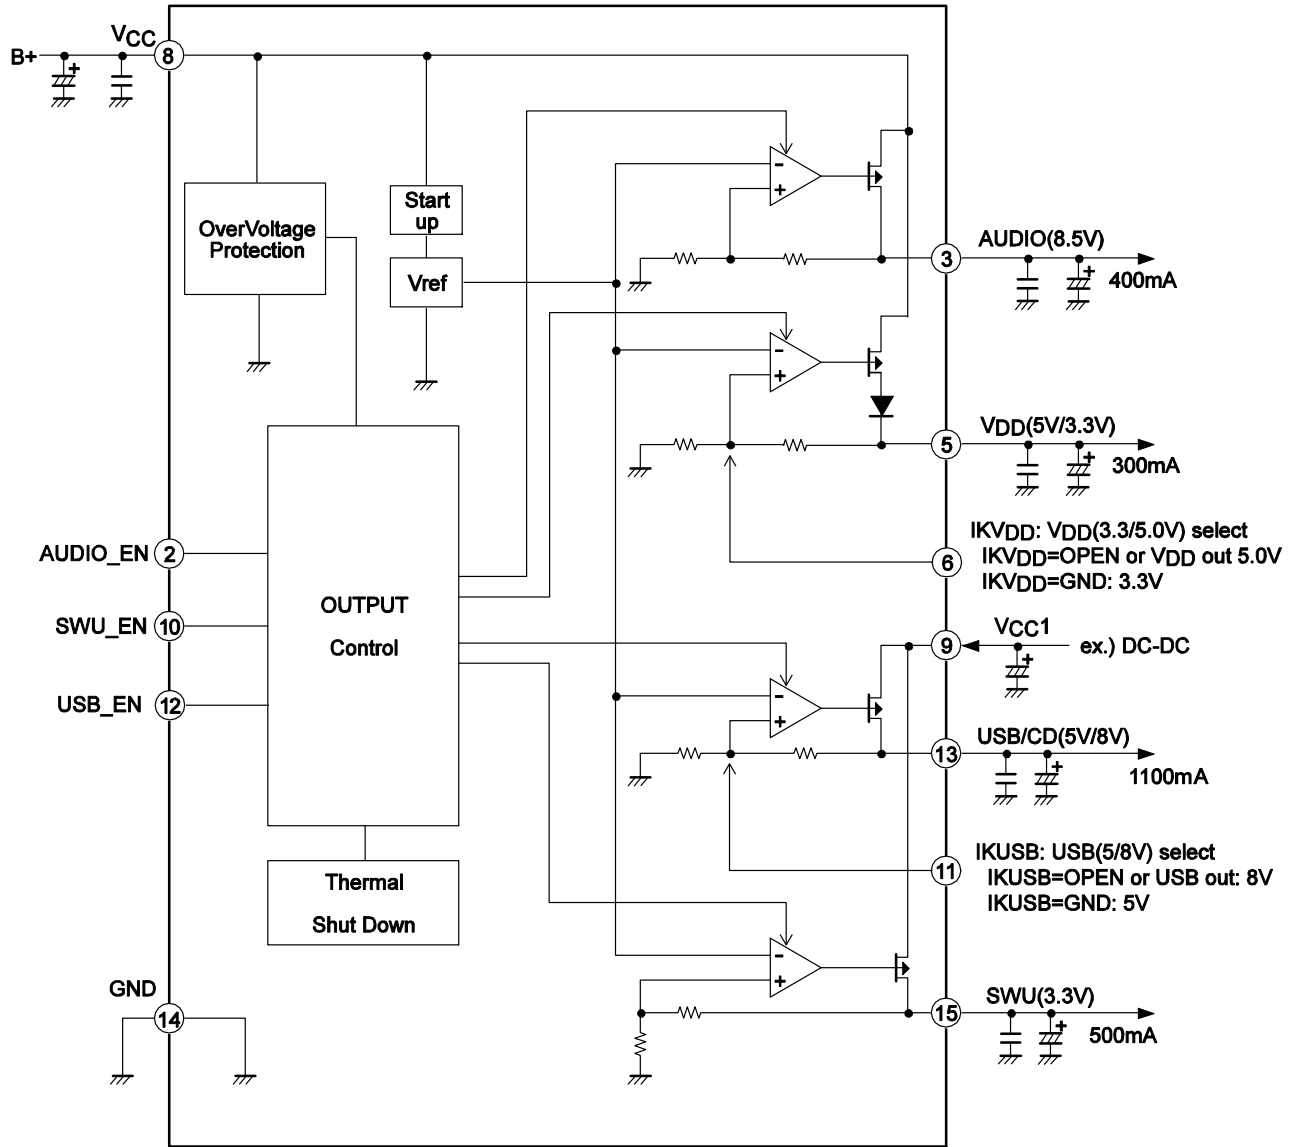 VCC
B+
8
Start
up
OverVoltage
Protection
Vref
-
+
AUDIO(8.5V)
3
+
400mA
-
+
VDD(5V/3.3V)
5
+
300mA
IKVDD: VDD(3.3/5.0V) select
6
IKVDD=OPEN or VDD out 5.0V
IKVDD=GND: 3.3V
AUDIO_EN
2
SWU_EN
10
USB_EN
12
OUTPUT
Control
VCC1
9
ex.) DC-DC
+
-
+
USB/CD(5V/8V)
13
+
1100mA
IKUSB: USB(5/8V) select
11
IKUSB=OPEN or USB out: 8V
IKUSB=GND: 5V
Thermal
Shut Down
-
+
GND
14
SWU(3.3V)
15
+
500mA
+